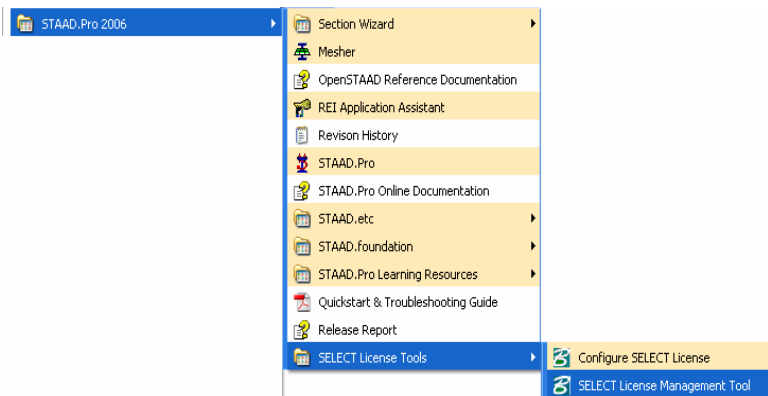 STAAD.Pro 2006
Section Wizard
Mesher
OpenSTAAD Reference Documentation
REI Application Assistant
Revison History
STAAD.Pro
STAAD.Pro Online Documentation
STAAD.etc
STAAD.foundation
STAAD.Pro Learning Resources
Quickstart & Troubleshooting Guide
Release Report
SELECT License Tools
Configure SELECT License
SELECT License Management Tool